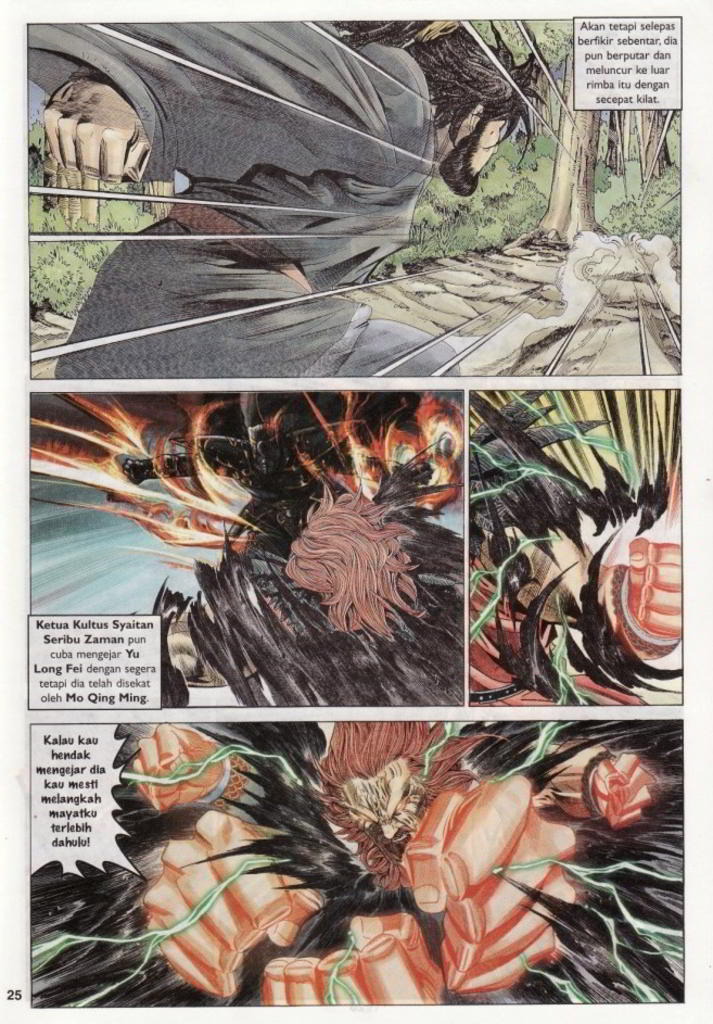 Akan tetapi selepas
berfikir sebentar, dia
pun berputar dan
meluncur ke luar
rimba itu dengan
secepat kilat.
Ketua Kultus Syaitan
Seribu Zaman pun
cuba mengejar Yu
Long Fei dengan segera
tetapi dia telah disekat
oleh Mo Qing Ming.
Kalau kau
hendak
mengejar dia
kau mesti
melangkah
mayatku
terlebih
dahulu!
25